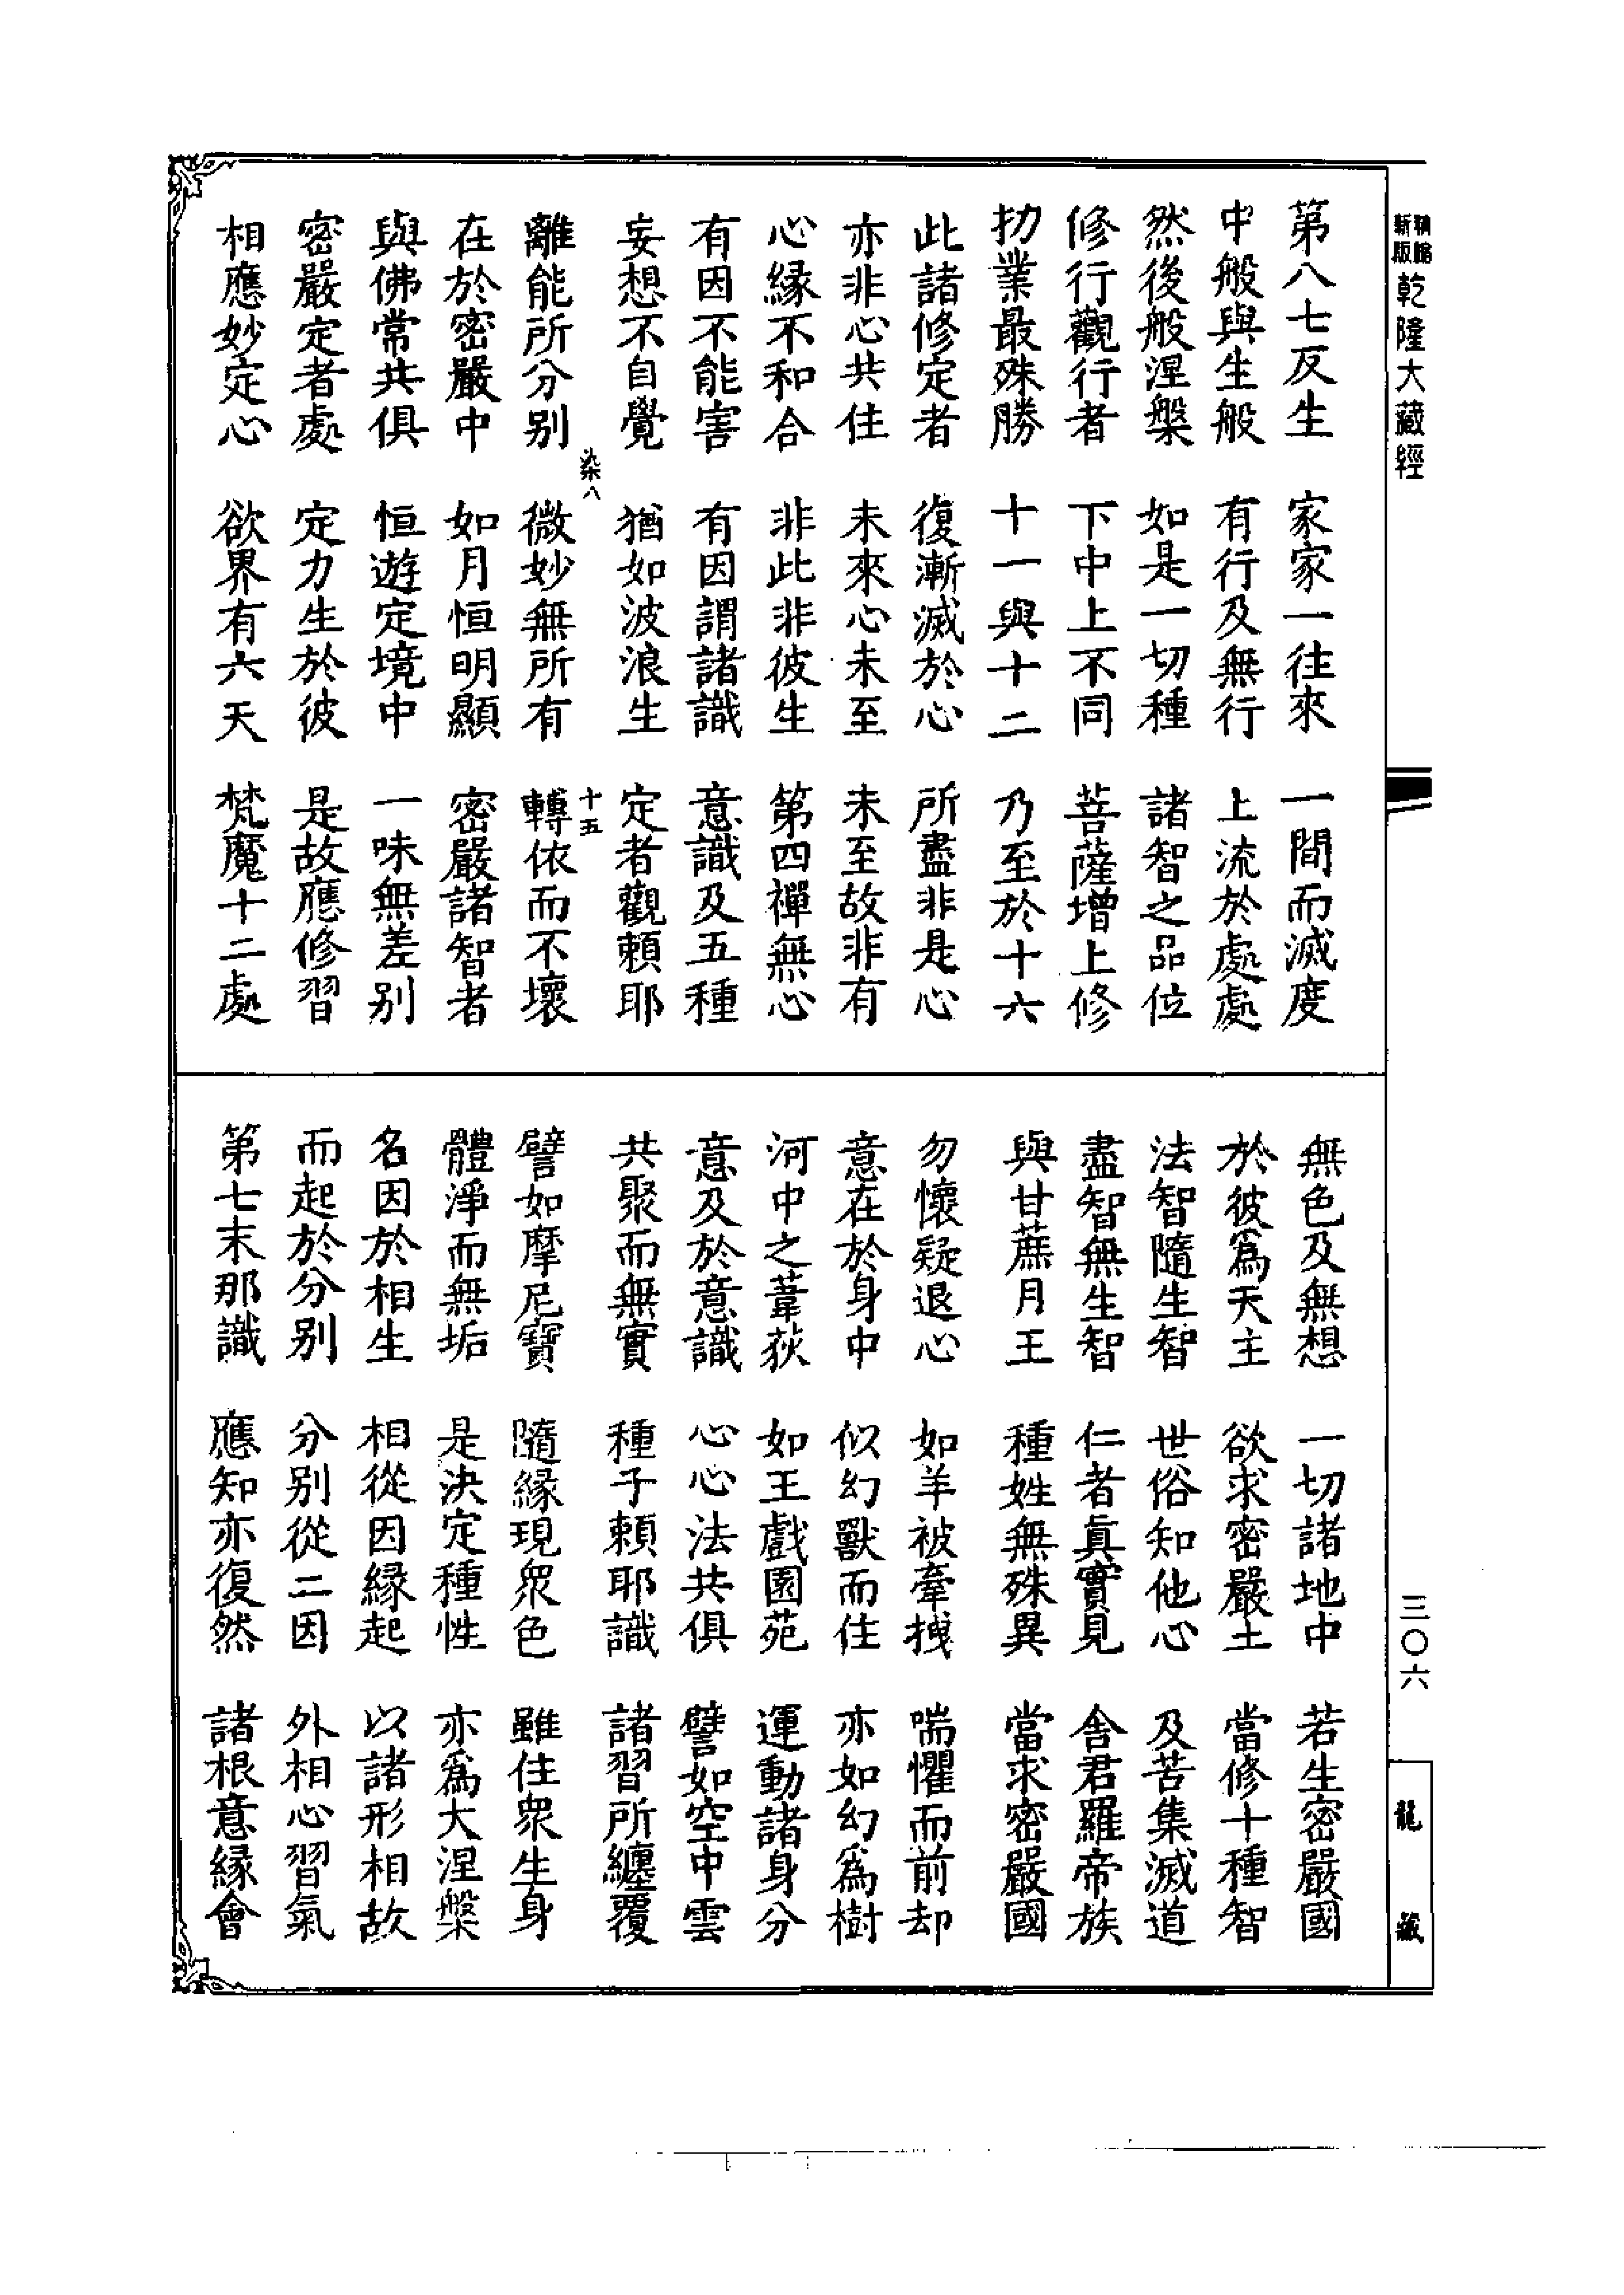 新版 乾隆大藏經
第八七反生 家家一往來 一間而滅度
中般與生般 有行及無行 上流於處處
然後般涅槃 如是一切種 諸智之品位
修行觀行者 下中上不同 菩薩增上修
㧑業最殊勝 十一與十二 乃至於十六
此諸修定者 復漸滅於心 所盡非是心
亦非心共住 未來心未至 未至故非有
心緣不和合 非此非彼生 第四禪無心
有因不能害 有因謂諸識 意識及五種
妄想不自覺 猶如波浪生 定者觀賴耶
染八 十五
離能所分別 微妙無所有 轉依而不壞
在於密嚴中 如月恒明顯 密嚴諸智者
與佛常共俱 恒遊定境中 一味無差別
密嚴定者處 定力生於彼 是故應修習
相應妙定心 欲界有六天 梵魔十二處
無色及無想 一切諸地中 若生密嚴國
於彼爲天主 欲求密嚴土 當修十種智
法智隨生智 世俗知他心 及苦集滅道
盡智無生智 仁者眞實見 舍君羅帝族
與甘蔗月王 種姓無殊異 當求密嚴國
勿懷疑退心 如羊被牽拽 喘懼而前却
意在於身中 似幻獸而住 亦如幻爲樹
河中之葦荻 如王戲園苑 運動諸身分
意及於意識 心心法共俱 譬如空中雲
共聚而無實 種子賴耶識 諸習所纏覆
譬如摩尼寶 隨緣現衆色 雖住衆生身
體淨而無垢 是決定種性 亦爲大涅槃
名因於相生 相從因緣起 以諸形相故
而起於分別 分別從二因 外相心習氣
第七末那識 應知亦復然 諸根意緣會
三〇六
龍藏